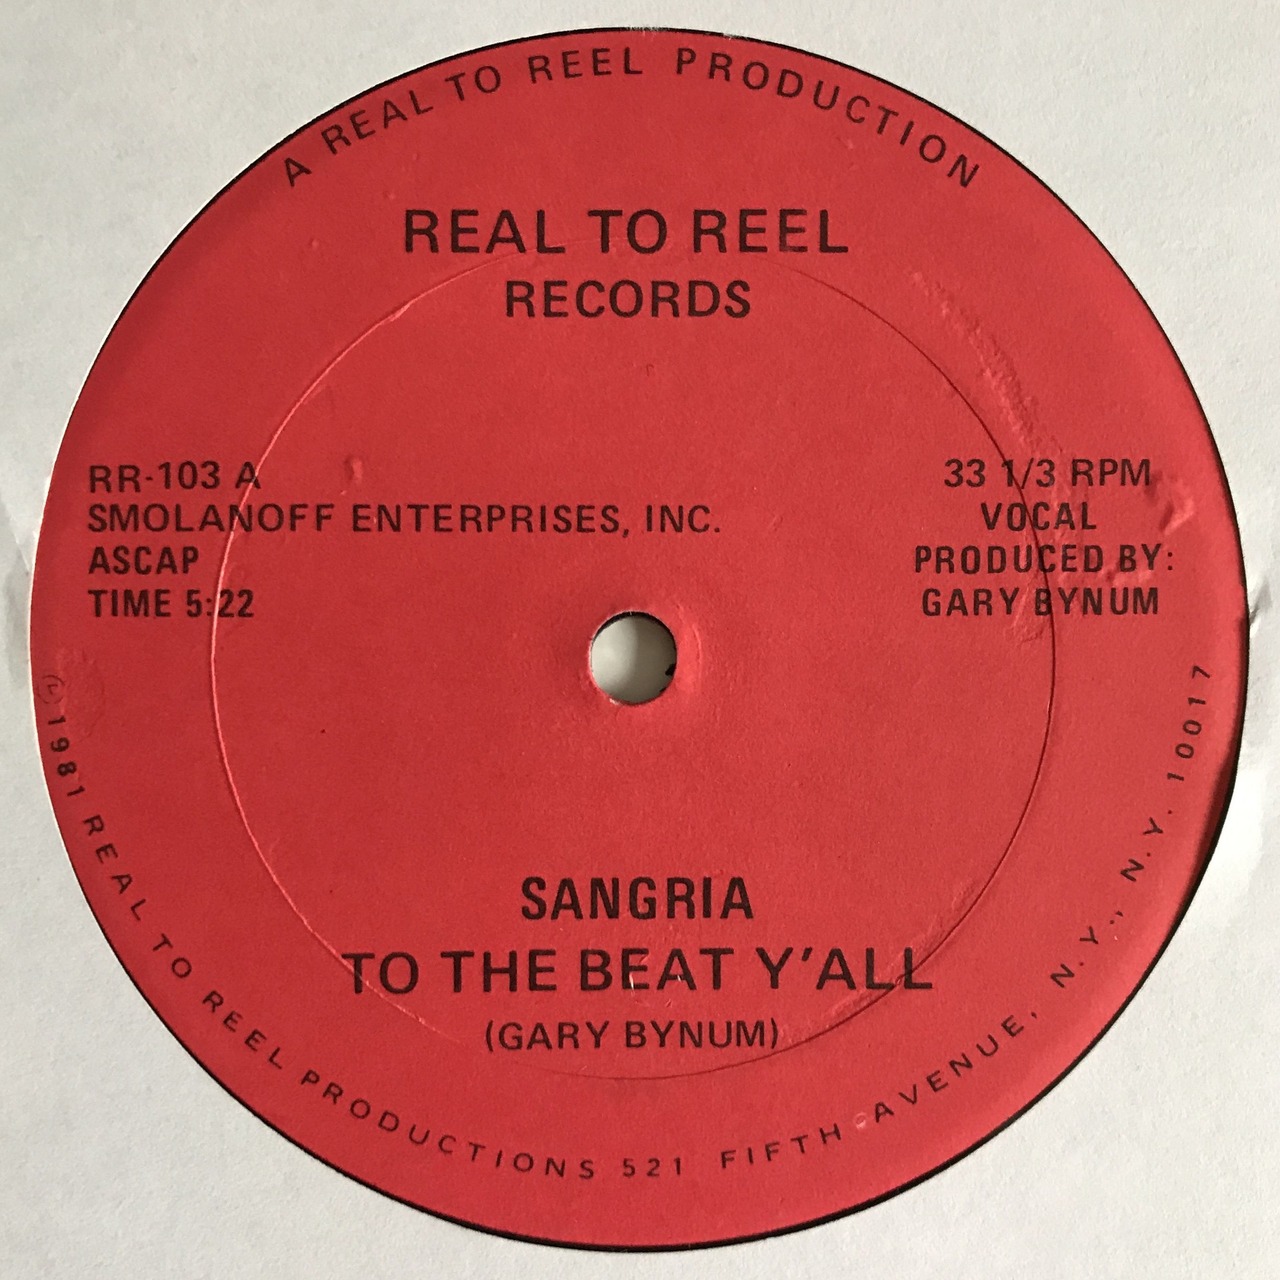 A REAL TO REEL PRODUCTION
REAL TO REEL
RECORDS
RR-103 A
SMOLANOFF ENTERPRISES, INC.
ASCAP
TIME 5:22
33 1/3 RPM
VOCAL
PRODUCED BY:
GARY BYNUM
SANGRIA
TO THE BEAT Y'ALL
(GARY BYNUM)
1981 REAL TO REEL PRODUCTIONS 521 FIFTH AVENUE, N.Y., N.Y. 10017